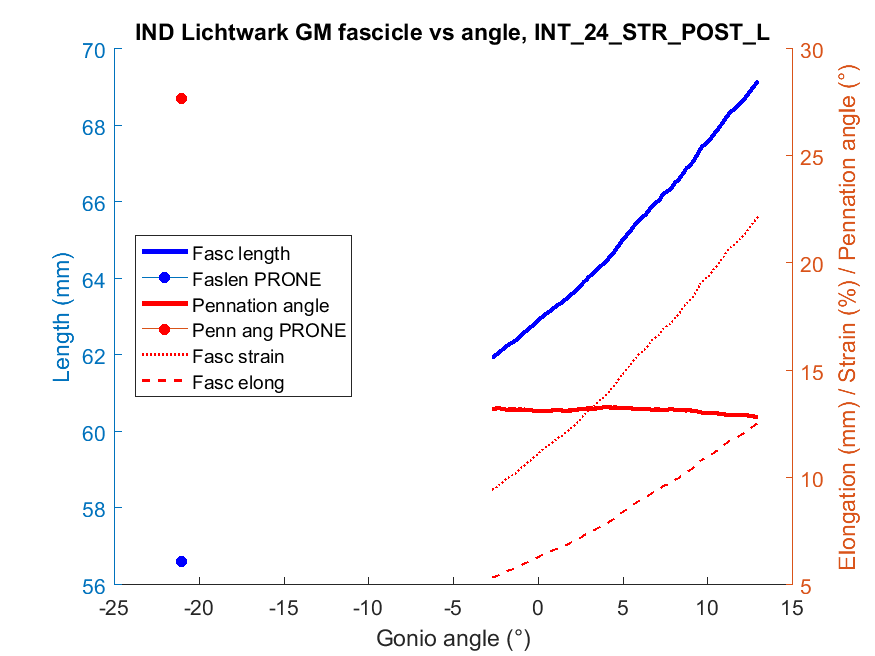 IND Lichtwark GM fascicle vs angle, INT_24_STR_POST_L
70
68
66
64
62
60
58
56
Length (mm)
30
25
20
15
10
5
Elongation (mm) / Strain (%) / Pennation angle (°)
Fasc length
Faslen PRONE
Pennation angle
Penn ang PRONE
Fasc strain
Fasc elong
-25 -20 -15 -10 -5 0 5 10 15
Gonio angle (°)